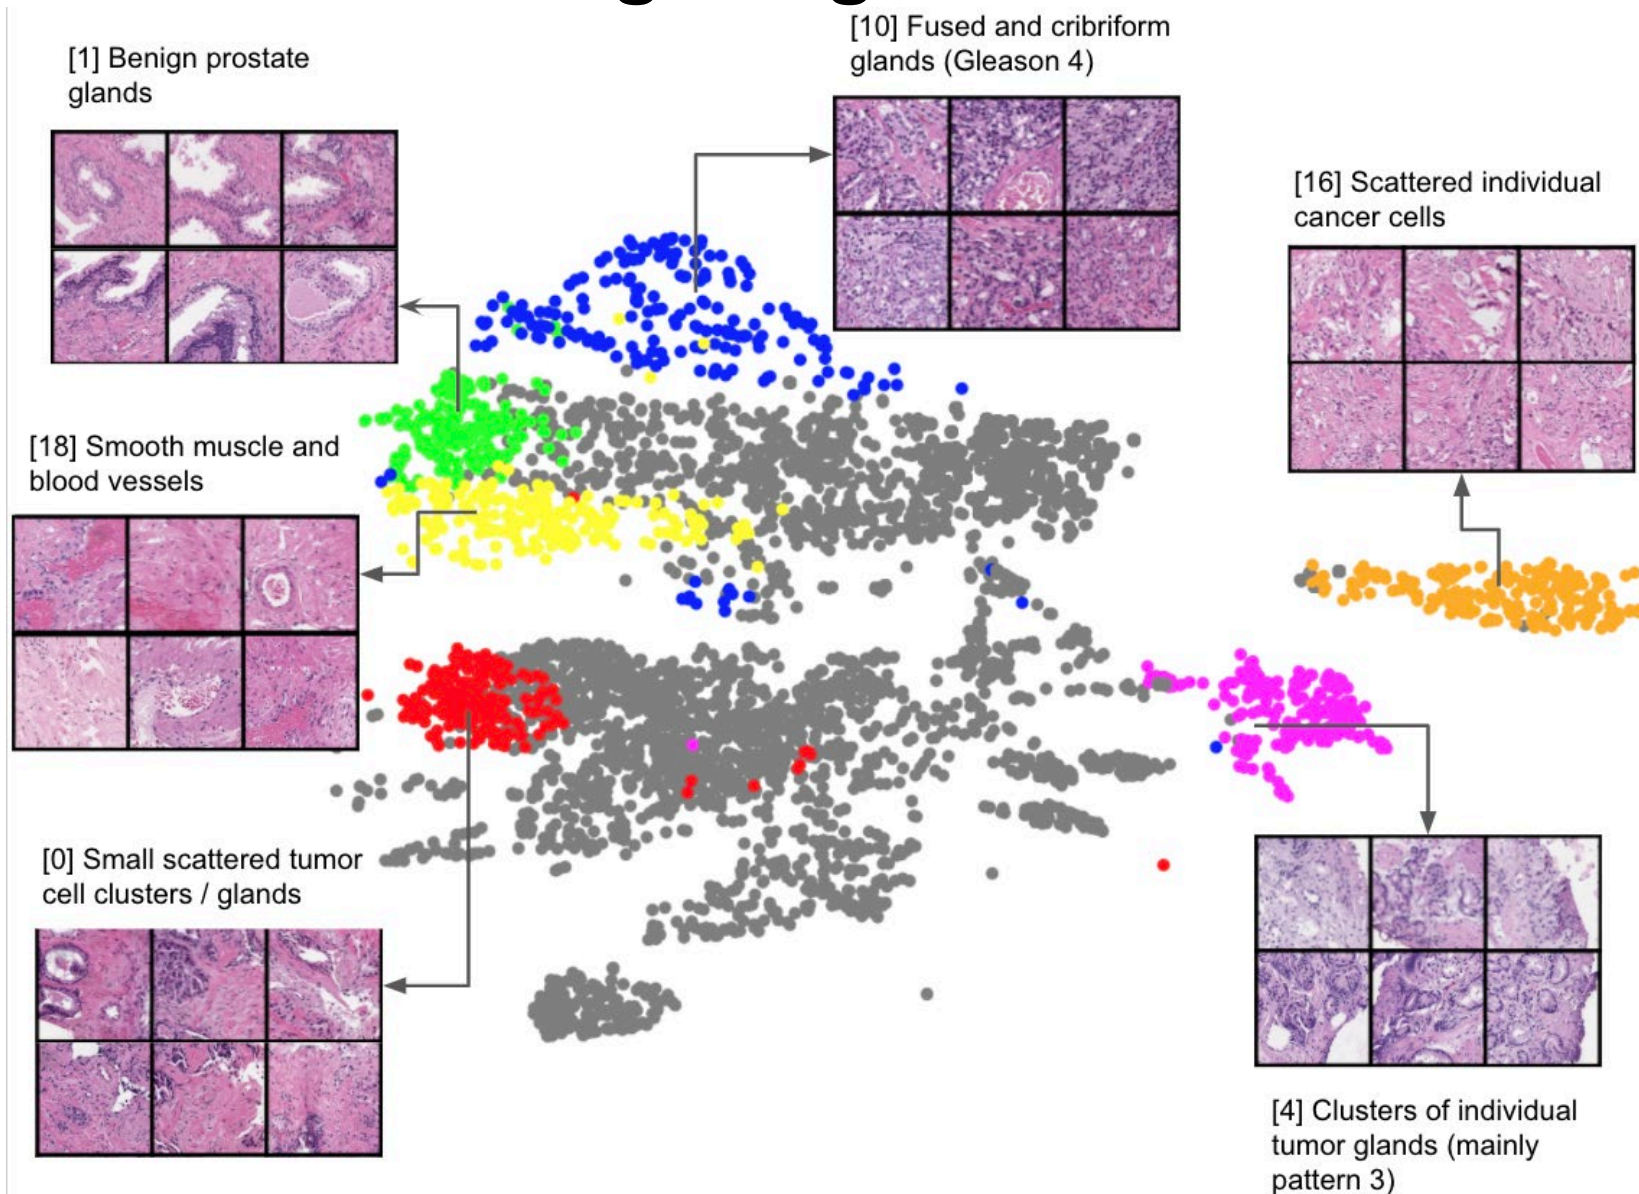 [1] Benign prostate
glands
[10] Fused and cribriform
glands (Gleason 4)
[16] Scattered individual
cancer cells
[18] Smooth muscle and
blood vessels
[0] Small scattered tumor
cell clusters / glands
[4] Clusters of individual
tumor glands (mainly
pattern 3)